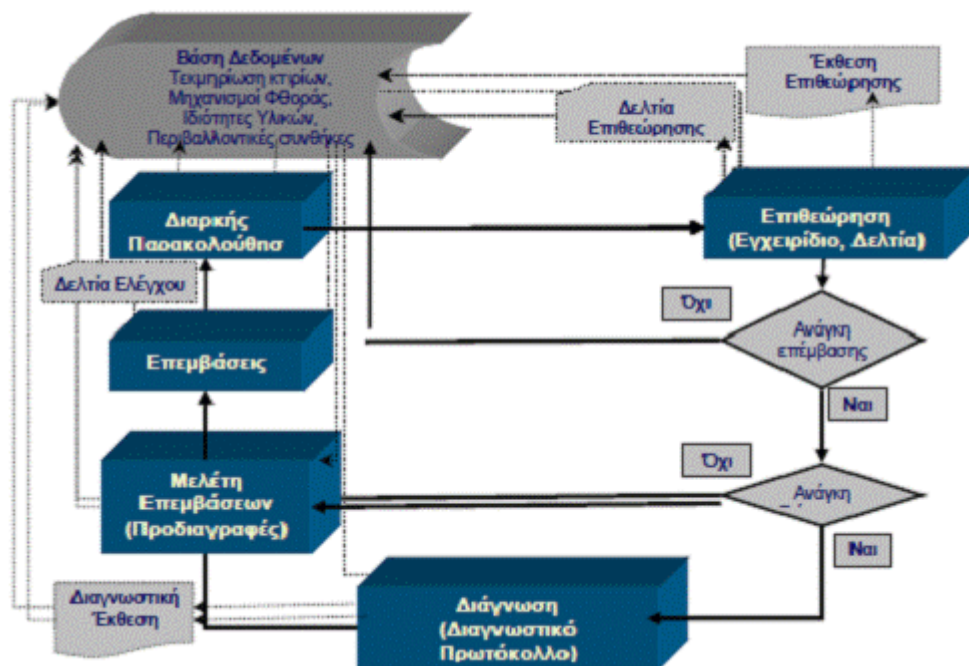 Βάση Δεδομένων
Τεκμηρίωση κτιρίων,
Μηχανισμοί Φθοράς,
Ιδιότητες Υλικών,
Περιβαλλοντικές συνθήκες
Έκθεση
Επιθεώρησης
Δελτία
Επιθεώρησης
Διαρκής
Παρακολούθησ
Επιθεώρηση
(Εγχειρίδιο, Δελτία)
Δελτία Ελέγχου
Όχι
Ανάγκη
επέμβασης
Επεμβάσεις
Ναι
Όχι
Μελέτη
Επεμβάσεων
(Προδιαγραφές)
Ανάγκη
Ναι
Διαγνωστική
Έκθεση
Διάγνωση
(Διαγνωστικό
Πρωτόκολλο)